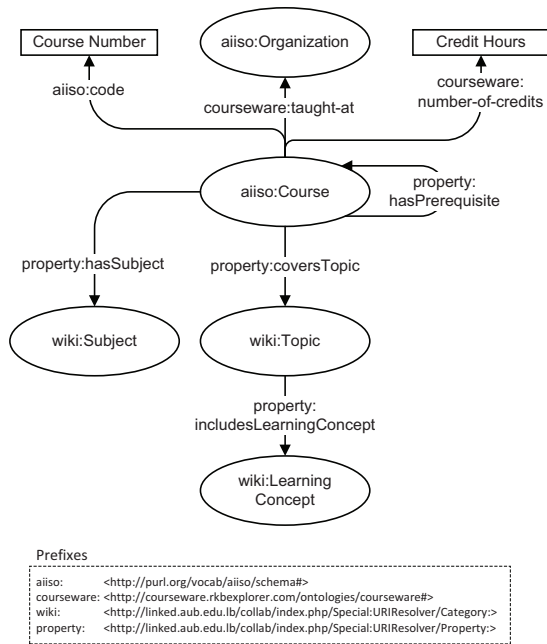 Course Number
aiiso:Organization
Credit Hours
aiiso:code
courseware:taught-at
courseware:
number-of-credits
aiiso:Course
property:
hasPrerequisite
property:hasSubject
property:coversTopic
wiki:Subject
wiki:Topic
property:
includesLearningConcept
wiki:Learning
Concept
Prefixes
aiiso: <http://purl.org/vocab/aiiso/schema#>
courseware: <http://courseware.rkbexplorer.com/ontologies/courseware#>
wiki: <http://linked.aub.edu.lb/collab/index.php/Special:URIResolver/Category:>
property: <http://linked.aub.edu.lb/collab/index.php/Special:URIResolver/Property:>